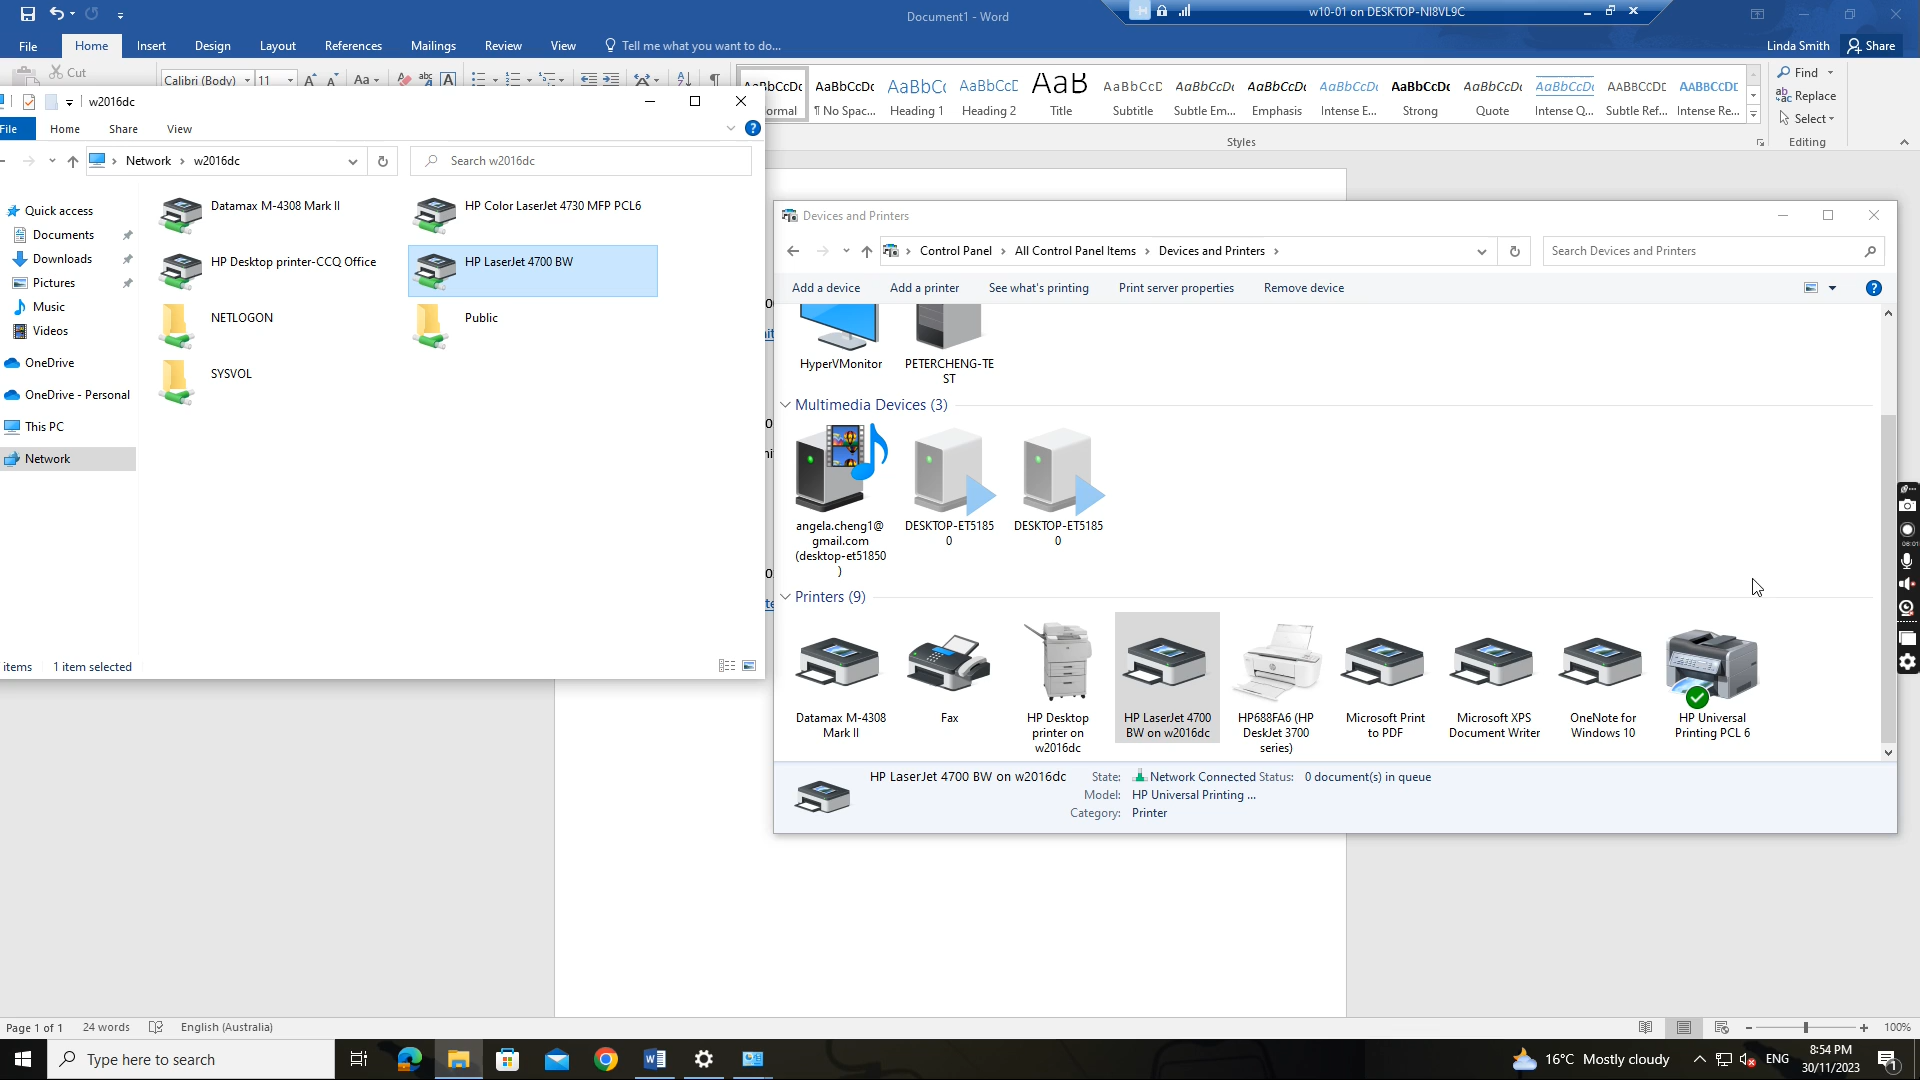 Document1 - Word
w10-01 on DESKTOP-NI8VL9C
File Home Insert Design Layout References Mailings Review View Tell me what you want to do...
Linda Smith Share
Cut
Calibri (Body) 11 Aa
AaBbCcDc AaBbCcDc AaBbCc AaBbCcC AaB AaBbCcC AaBbCcDc AaBbCcDc AaBbCcDc AaBbCcDc AaBbCcDc AaBbCcDc AABBCCDC AABBCCDE
ormal ¶ No Spac... Heading 1 Heading 2 Title Subtitle Subtle Em... Emphasis Intense E... Strong Quote Intense Q... Subtle Ref... Intense Re...
Styles
Find
Replace
Select
Editing
w2016dc
File Home Share View
Network w2016dc
Search w2016dc
Quick access
Documents
Downloads
Pictures
Music
Videos
OneDrive
OneDrive - Personal
This PC
Network
Datamax M-4308 Mark II
HP Color LaserJet 4730 MFP PCL6
HP Desktop printer-CCQ Office
HP LaserJet 4700 BW
NETLOGON
Public
SYSVOL
items 1 item selected
Devices and Printers
Control Panel All Control Panel Items Devices and Printers
Search Devices and Printers
Add a device Add a printer See what's printing Print server properties Remove device
HyperVMonitor
PETERCHENG-TE
ST
Multimedia Devices (3)
angela.cheng1@
gmail.com
(desktop-et51850
)
DESKTOP-ET5185
0
DESKTOP-ET5185
0
Printers (9)
Datamax M-4308
Mark II
Fax
HP Desktop
printer on
w2016dc
HP LaserJet 4700
BW on w2016dc
HP688FA6 (HP
DeskJet 3700
series)
Microsoft Print
to PDF
Microsoft XPS
Document Writer
OneNote for
Windows 10
HP Universal
Printing PCL 6
HP LaserJet 4700 BW on w2016dc
State: Network Connected Status: 0 document(s) in queue
Model: HP Universal Printing ...
Category: Printer
Page 1 of 1 24 words English (Australia)
100%
Type here to search
16°C Mostly cloudy
ENG
8:54 PM
30/11/2023
1